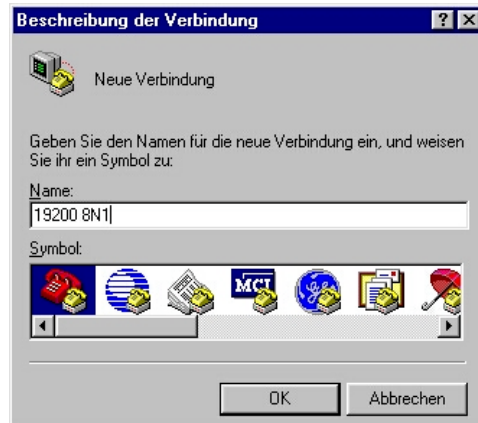 Beschreibung der Verbindung
Neue Verbindung
Geben Sie den Namen für die neue Verbindung ein, und weisen
Sie ihr ein Symbol zu:
Name:
19200 8N1
Symbol:
MCI
OK
Abbrechen